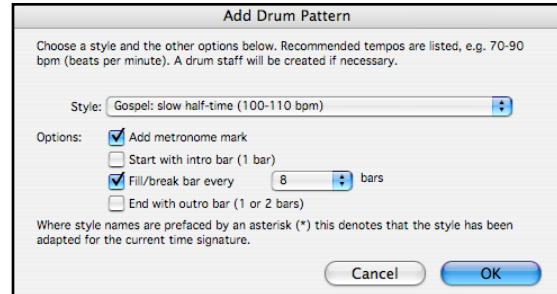 Add Drum Pattern
Choose a style and the other options below. Recommended tempos are listed, e.g. 70-90
bpm (beats per minute). A drum staff will be created if necessary.
Style: Gospel: slow half-time (100-110 bpm)
Options: Add metronome mark
Start with intro bar (1 bar)
Fill/break bar every 8 bars
End with outro bar (1 or 2 bars)
Where style names are prefaced by an asterisk (*) this denotes that the style has been
adapted for the current time signature.
Cancel OK